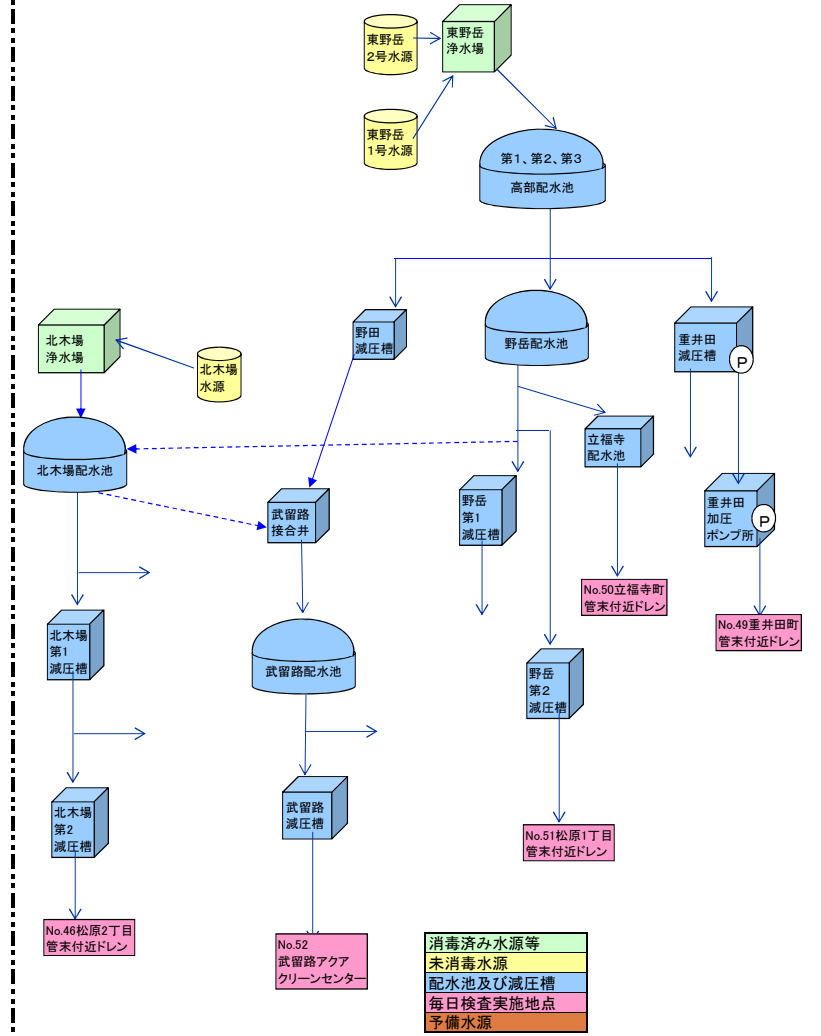 東野岳
2号水源
東野岳
浄水場
東野岳
1号水源
第1、第2、第3
高部配水池
北木場
浄水場
北木場
水源
野田
減圧槽
野岳配水池
重井田
減圧槽
P
北木場配水池
立福寺
配水池
武留路
接合井
野岳
第1
減圧槽
重井田
加圧
ポンプ所
P
No.50立福寺町
管末付近ドレン
No.49重井田町
管末付近ドレン
北木場
第1
減圧槽
武留路配水池
野岳
第2
減圧槽
北木場
第2
減圧槽
武留路
減圧槽
No.51松原1丁目
管末付近ドレン
No.46松原2丁目
管末付近ドレン
No.52
武留路アクア
クリーンセンター
消毒済み水源等
未消毒水源
配水池及び減圧槽
毎日検査実施地点
予備水源